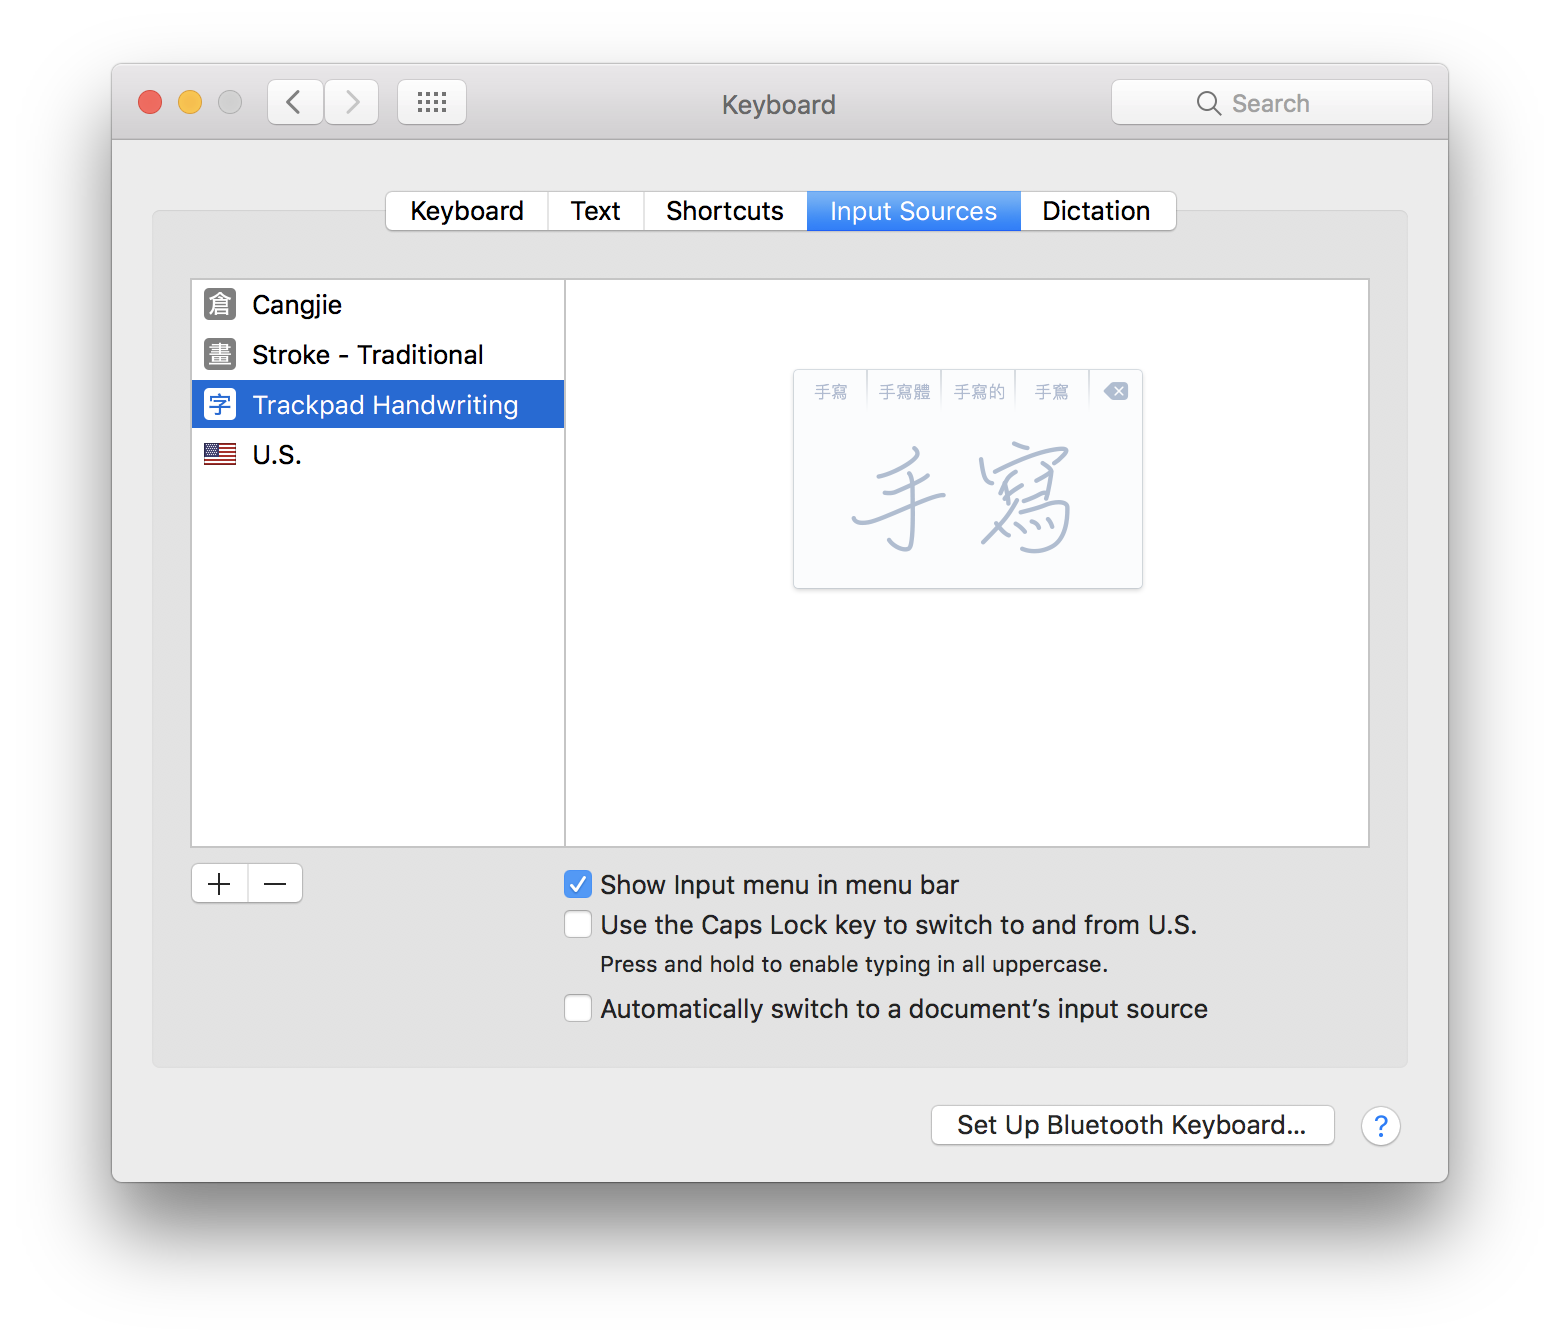 Keyboard
Search
Keyboard Text Shortcuts Input Sources Dictation
倉 Cangjie
畫 Stroke - Traditional
字 Trackpad Handwriting
U.S.
手寫 手寫體 手寫的 手寫
手寫
Show Input menu in menu bar
Use the Caps Lock key to switch to and from U.S.
Press and hold to enable typing in all uppercase.
Automatically switch to a document’s input source
Set Up Bluetooth Keyboard... ?